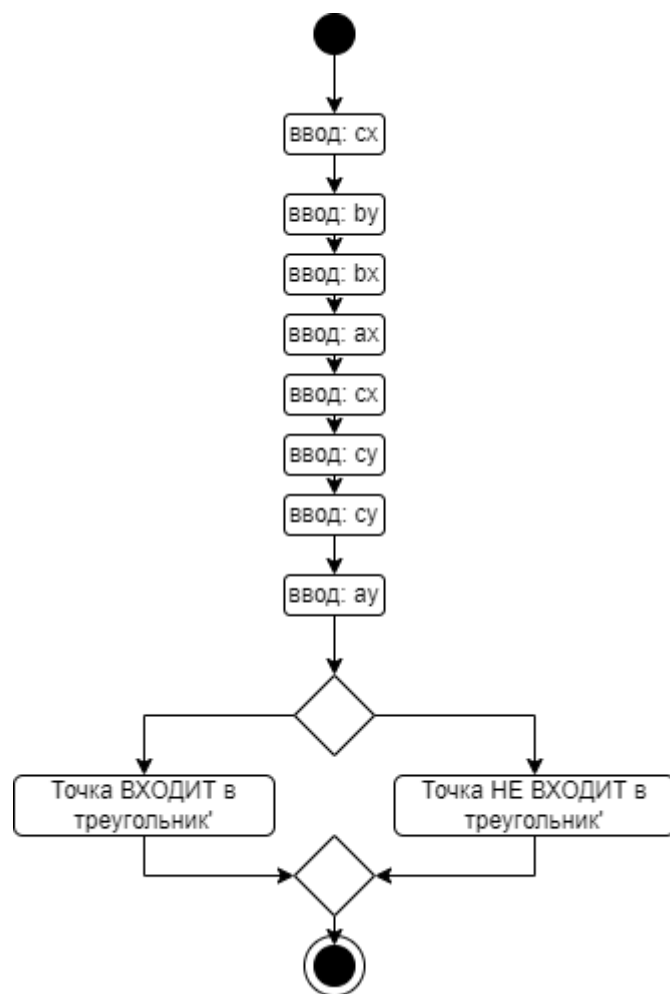 ввод: cx
ввод: by
ввод: bx
ввод: ax
ввод: cx
ввод: cy
ввод: cy
ввод: ay
Точка ВХОДИТ в
треугольник'
Точка НЕ ВХОДИТ в
треугольник'